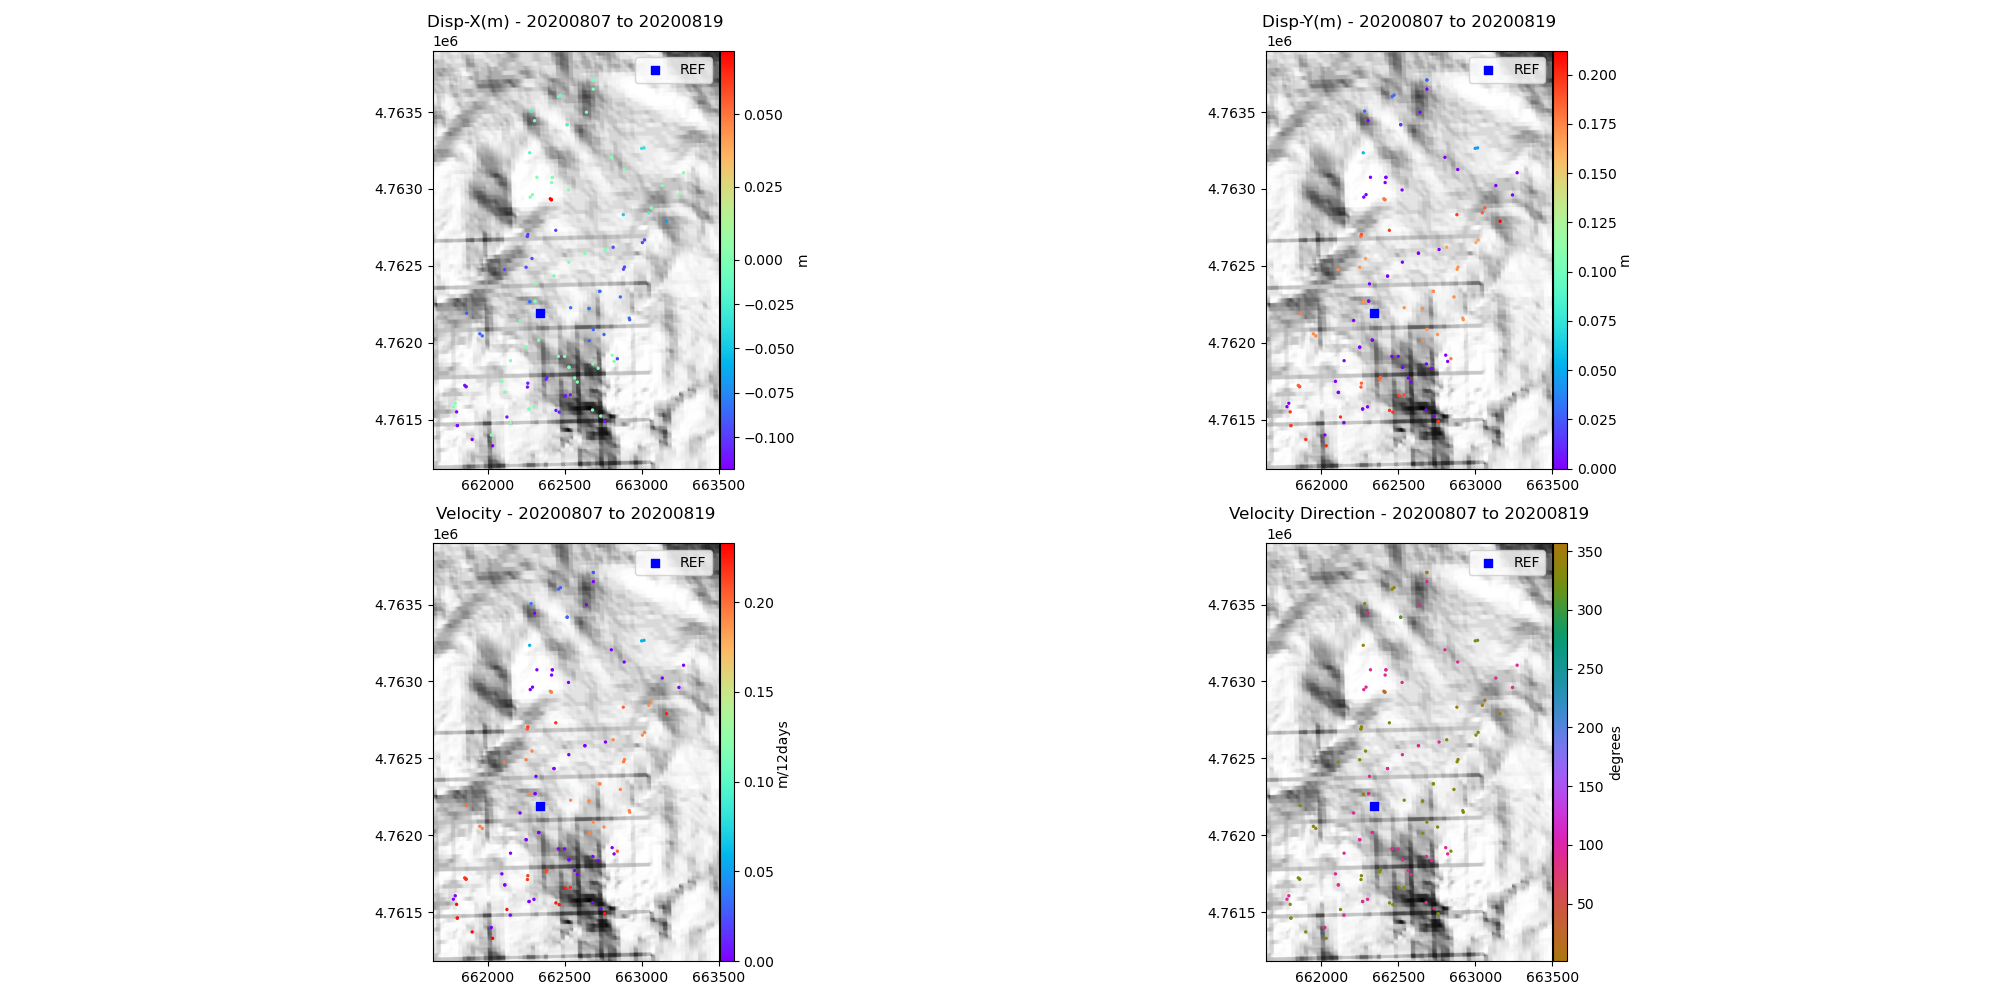 Disp-X(m) - 20200807 to 20200819
1e6
REF
4.7635
4.7630
4.7625
4.7620
4.7615
662000 662500 663000 663500
0.050
0.025
0.000
−0.025
−0.050
−0.075
−0.100
m
Disp-Y(m) - 20200807 to 20200819
1e6
REF
4.7635
4.7630
4.7625
4.7620
4.7615
662000 662500 663000 663500
0.200
0.175
0.150
0.125
0.100
0.075
0.050
0.025
0.000
m
Velocity - 20200807 to 20200819
1e6
REF
4.7635
4.7630
4.7625
4.7620
4.7615
662000 662500 663000 663500
0.20
0.15
0.10
0.05
0.00
m/12days
Velocity Direction - 20200807 to 20200819
1e6
REF
4.7635
4.7630
4.7625
4.7620
4.7615
662000 662500 663000 663500
350
300
250
200
150
100
50
degrees